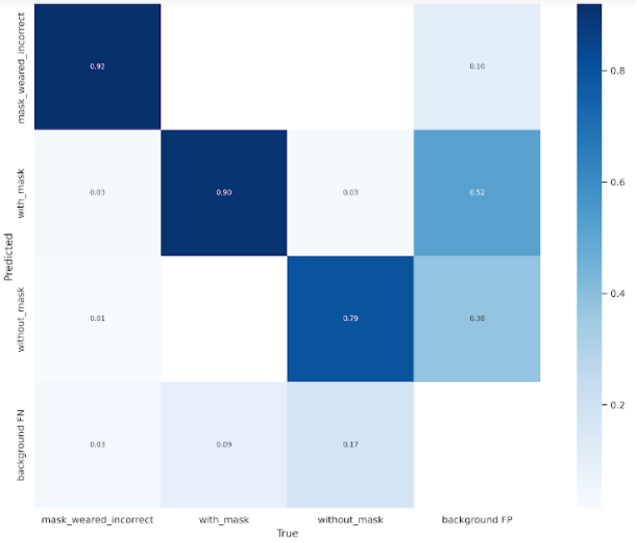 mask_weared_incorrect
0.92
0.10
with_mask
0.03
0.90
0.03
0.52
Predicted
without_mask
0.01
0.79
0.38
background FN
0.03
0.09
0.17
mask_weared_incorrect
with_mask
without_mask
background FP
True
0.8
0.6
0.4
0.2